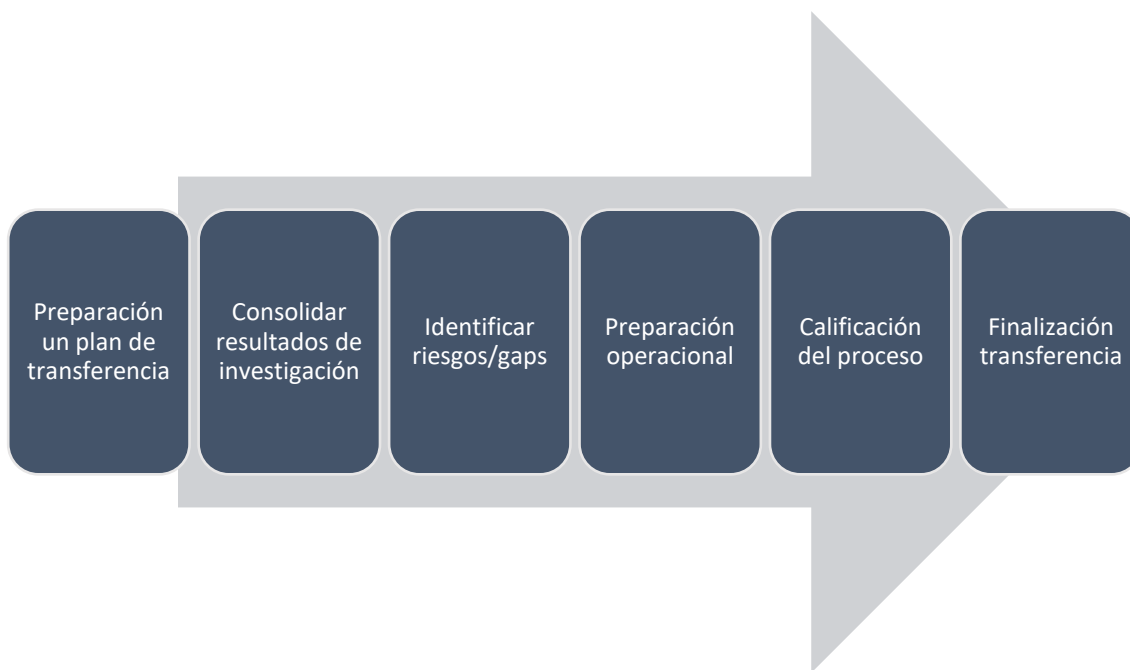 Preparación
un plan de
transferencia
Consolidar
resultados de
investigación
Identificar
riesgos/gaps
Preparación
operacional
Calificación
del proceso
Finalización
transferencia